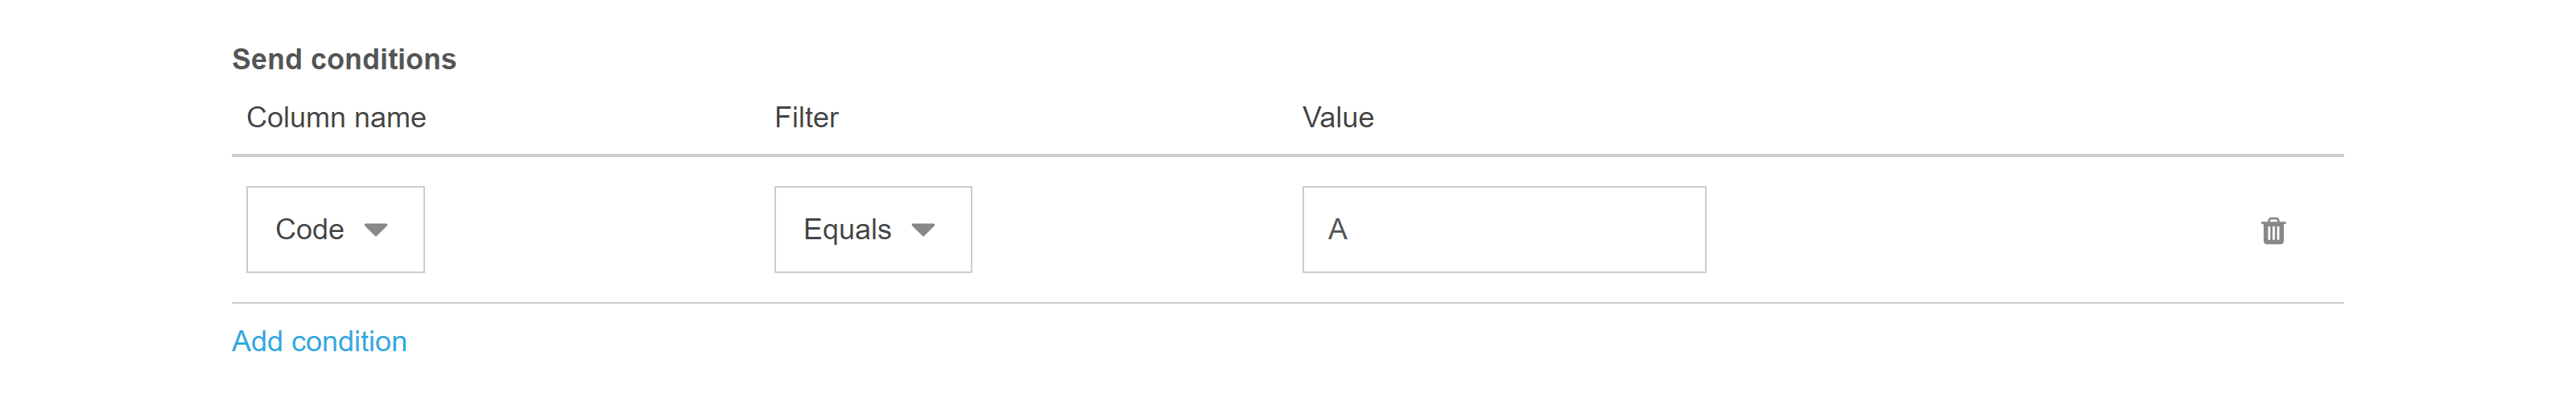 Send conditions
Column name Filter Value
Code Equals A
Add condition